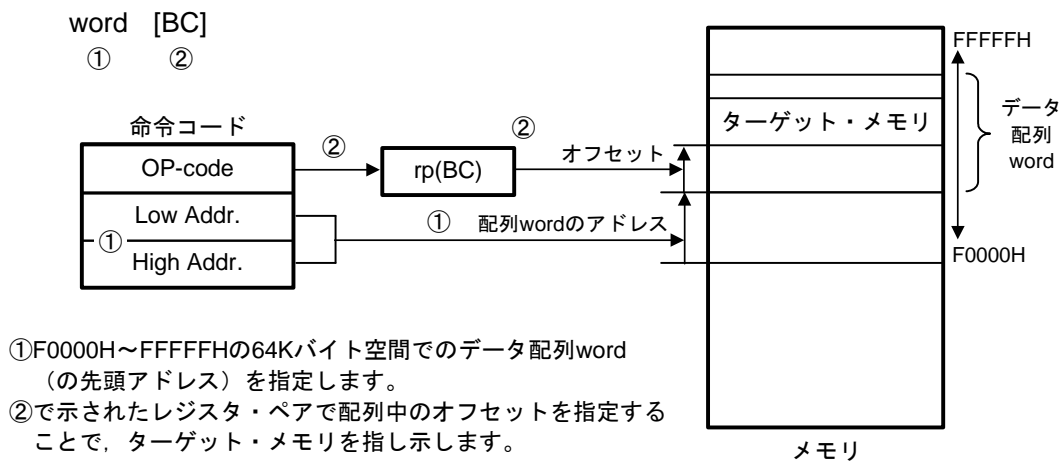 word [BC]
① ②
命令コード
OP-code
Low Addr.
①
High Addr.
②
rp(BC)
②
オフセット
① 配列wordのアドレス
ターゲット・メモリ
FFFFFH
データ
配列
word
F0000H
メモリ
①F0000H～FFFFFHの64Kバイト空間でのデータ配列word
（の先頭アドレス）を指定します。
②で示されたレジスタ・ペアで配列中のオフセットを指定する
ことで，ターゲット・メモリを指し示します。